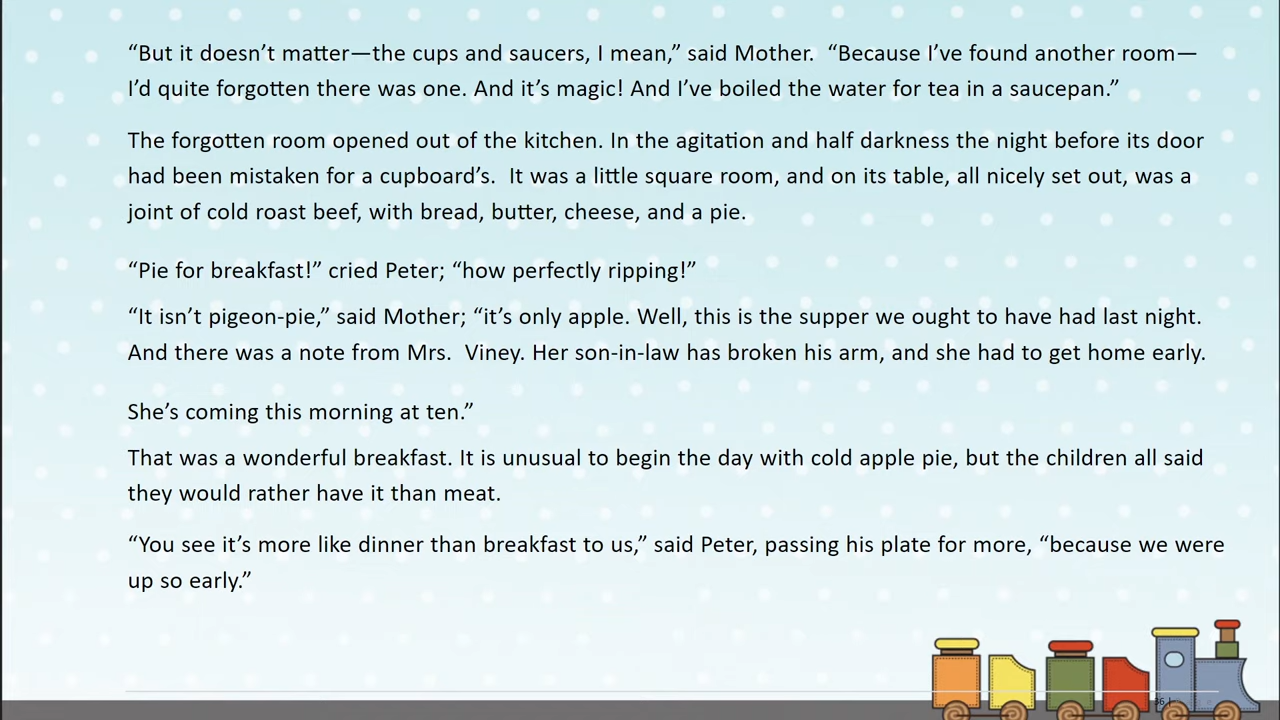 “But it doesn’t matter—the cups and saucers, I mean,” said Mother.  “Because I’ve found another room—
I’d quite forgotten there was one. And it’s magic! And I’ve boiled the water for tea in a saucepan.”
The forgotten room opened out of the kitchen. In the agitation and half darkness the night before its door
had been mistaken for a cupboard’s.  It was a little square room, and on its table, all nicely set out, was a
joint of cold roast beef, with bread, butter, cheese, and a pie.
“Pie for breakfast!” cried Peter; “how perfectly ripping!”
“It isn’t pigeon-pie,” said Mother; “it’s only apple. Well, this is the supper we ought to have had last night.
And there was a note from Mrs.  Viney. Her son-in-law has broken his arm, and she had to get home early.
She’s coming this morning at ten.”
That was a wonderful breakfast. It is unusual to begin the day with cold apple pie, but the children all said
they would rather have it than meat.
“You see it’s more like dinner than breakfast to us,” said Peter, passing his plate for more, “because we were
up so early.”
36 |